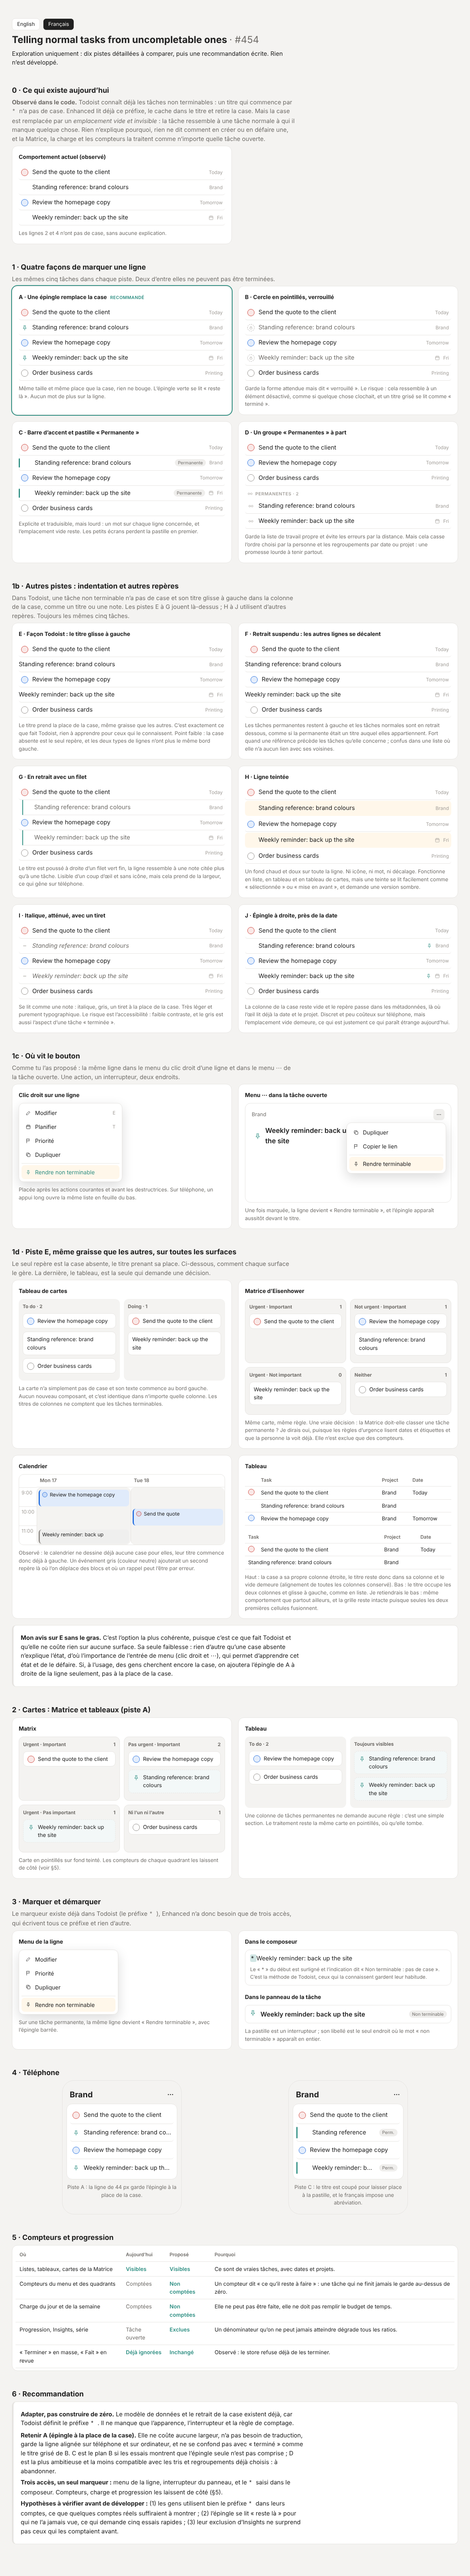 English
Français
Telling normal tasks from uncompletable ones · #454
Exploration uniquement : dix pistes détaillées à comparer, puis une recommandation écrite. Rien
n'est développé.
0 · Ce qui existe aujourd'hui
Observé dans le code. Todoist connaît déjà les tâches non terminables : un titre qui commence par
* n'a pas de case. Enhanced lit déjà ce préfixe, le cache dans le titre et retire la case. Mais la case
est remplacée par un emplacement vide et invisible : la tâche ressemble à une tâche normale à qui il
manque quelque chose. Rien n'explique pourquoi, rien ne dit comment en créer ou en défaire une,
et la Matrice, la charge et les compteurs la comptent comme n'importe quelle tâche ouverte.
Comportement actuel (observé)
Send the quote to the client
Today
Standing reference: brand colours
Brand
Review the homepage copy
Tomorrow
Weekly reminder: back up the site
Fri
Les lignes 2 et 4 n'ont pas de case, sans aucune explication.
1 · Quatre façons de marquer une ligne
Les mêmes cinq tâches dans chaque piste. Deux d'entre elles ne peuvent pas être terminées.
A · Une épingle remplace la case RECOMMANDÉ
Send the quote to the client
Today
Standing reference: brand colours
Brand
Review the homepage copy
Tomorrow
Weekly reminder: back up the site
Fri
Order business cards
Printing
Même taille et même place que la case, rien ne bouge. L'épingle verte se lit « reste
là ». Aucun mot de plus sur la ligne.
B · Cercle en pointillés, verrouillé
Send the quote to the client
Today
Standing reference: brand colours
Brand
Review the homepage copy
Tomorrow
Weekly reminder: back up the site
Fri
Order business cards
Printing
Garde la forme attendue mais dit « verrouillé ». Le risque : cela ressemble à un
élément désactivé, comme si quelque chose clochait, et un titre grisé se lit comme «
terminé ».
C · Barre d'accent et pastille « Permanente »
Send the quote to the client
Today
Standing reference: brand colours
Permanente
Brand
Review the homepage copy
Tomorrow
Weekly reminder: back up the site
Permanente
Fri
Order business cards
Printing
Explicite et traduisible, mais lourd : un mot sur chaque ligne concernée, et
l'emplacement vide reste. Les petits écrans perdent la pastille en premier.
D · Un groupe « Permanentes » à part
Send the quote to the client
Today
Review the homepage copy
Tomorrow
Order business cards
Printing
PERMANENTES · 2
Standing reference: brand colours
Brand
Weekly reminder: back up the site
Fri
Garde la liste de travail propre et évite les erreurs par la distance. Mais cela casse
l'ordre choisi par la personne et les regroupements par date ou projet : une
promesse lourde à tenir partout.
1b · Autres pistes : indentation et autres repères
Dans Todoist, une tâche non terminable n'a pas de case et son titre glisse à gauche dans la colonne
de la case, comme un titre ou une note. Les pistes E à G jouent là-dessus ; H à J utilisent d'autres
repères. Toujours les mêmes cinq tâches.
E · Façon Todoist : le titre glisse à gauche
Send the quote to the client
Today
Standing reference: brand colours
Brand
Review the homepage copy
Tomorrow
Weekly reminder: back up the site
Fri
Order business cards
Printing
Le titre prend la place de la case, même graisse que les autres. C'est exactement ce
que fait Todoist, rien à apprendre pour ceux qui le connaissent. Point faible : la case
absente est le seul repère, et les deux types de lignes n'ont plus le même bord
gauche.
F · Retrait suspendu : les autres lignes se décalent
Send the quote to the client
Today
Standing reference: brand colours
Brand
Review the homepage copy
Tomorrow
Weekly reminder: back up the site
Fri
Order business cards
Printing
Les tâches permanentes restent à gauche et les tâches normales sont en retrait
dessous, comme si la permanente était un titre auquel elles appartiennent. Fort
quand une référence précède les tâches qu'elle concerne ; confus dans une liste où
elle n'a aucun lien avec ses voisines.
G · En retrait avec un filet
Send the quote to the client
Today
Standing reference: brand colours
Brand
Review the homepage copy
Tomorrow
Weekly reminder: back up the site
Fri
Order business cards
Printing
Le titre est poussé à droite d'un filet vert fin, la ligne ressemble à une note citée plus
qu'à une tâche. Lisible d'un coup d'œil et sans icône, mais cela prend de la largeur,
ce qui gêne sur téléphone.
H · Ligne teintée
Send the quote to the client
Today
Standing reference: brand colours
Brand
Review the homepage copy
Tomorrow
Weekly reminder: back up the site
Fri
Order business cards
Printing
Un fond chaud et doux sur toute la ligne. Ni icône, ni mot, ni décalage. Fonctionne
en liste, en tableau et en tableau de cartes, mais une teinte se lit facilement comme
« sélectionnée » ou « mise en avant », et demande une version sombre.
I · Italique, atténué, avec un tiret
Send the quote to the client
Today
Standing reference: brand colours
Brand
Review the homepage copy
Tomorrow
Weekly reminder: back up the site
Fri
Order business cards
Printing
Se lit comme une note : italique, gris, un tiret à la place de la case. Très léger et
purement typographique. Le risque est l'accessibilité : faible contraste, et le gris est
aussi l'aspect d'une tâche « terminée ».
J · Épingle à droite, près de la date
Send the quote to the client
Today
Standing reference: brand colours
Brand
Review the homepage copy
Tomorrow
Weekly reminder: back up the site
Fri
Order business cards
Printing
La colonne de la case reste vide et le repère passe dans les métadonnées, là où
l'œil lit déjà la date et le projet. Discret et peu coûteux sur téléphone, mais
l'emplacement vide demeure, ce qui est justement ce qui paraît étrange aujourd'hui.
1c · Où vit le bouton
Comme tu l'as proposé : la même ligne dans le menu du clic droit d'une ligne et dans le menu ··· de
la tâche ouverte. Une action, un interrupteur, deux endroits.
Clic droit sur une ligne
Modifier
E
Planifier
T
Priorité
Dupliquer
Rendre non terminable
Placée après les actions courantes et avant les destructrices. Sur téléphone, un
appui long ouvre la même liste en feuille du bas.
Menu ··· dans la tâche ouverte
Brand
Weekly reminder: back u
the site
Dupliquer
Copier le lien
Rendre terminable
Une fois marquée, la ligne devient « Rendre terminable », et l'épingle apparaît
aussitôt devant le titre.
1d · Piste E, même graisse que les autres, sur toutes les surfaces
Le seul repère est la case absente, le titre prenant sa place. Ci-dessous, comment chaque surface
le gère. La dernière, le tableau, est la seule qui demande une décision.
Tableau de cartes
To do · 2
Review the homepage copy
Standing reference: brand
colours
Order business cards
Doing · 1
Send the quote to the client
Weekly reminder: back up the
site
La carte n'a simplement pas de case et son texte commence au bord gauche.
Aucun nouveau composant, et c'est identique dans n'importe quelle colonne. Les
totaux de colonnes ne comptent que les tâches terminables.
Matrice d'Eisenhower
Urgent · Important
1
Send the quote to the client
Not urgent · Important
1
Review the homepage copy
Standing reference: brand
colours
Urgent · Not important
0
Weekly reminder: back up the
site
Neither
1
Order business cards
Même carte, même règle. Une vraie décision : la Matrice doit-elle classer une tâche
permanente ? Je dirais oui, puisque les règles d'urgence lisent dates et étiquettes et
que la personne la voit déjà. Elle n'est exclue que des compteurs.
Calendrier
Mon 17
Tue 18
9:00
Review the homepage copy
10:00
Send the quote
11:00
Weekly reminder: back up
Observé : le calendrier ne dessine déjà aucune case pour elles, leur titre commence
donc déjà à gauche. Un événement gris (couleur neutre) ajouterait un second
repère là où l'on déplace des blocs et où un rappel peut l'être par erreur.
Tableau
Task
Project
Date
Send the quote to the client
Brand
Today
Standing reference: brand colours
Brand
Review the homepage copy
Brand
Tomorrow
Task
Project
Date
Send the quote to the client
Brand
Today
Standing reference: brand colours
Brand
Haut : la case a sa propre colonne étroite, le titre reste donc dans sa colonne et le
vide demeure (alignement de toutes les colonnes conservé). Bas : le titre occupe les
deux colonnes et glisse à gauche, comme en liste. Je retiendrais le bas : même
comportement que partout ailleurs, et la grille reste intacte puisque seules les deux
premières cellules fusionnent.
Mon avis sur E sans le gras. C'est l'option la plus cohérente, puisque c'est ce que fait Todoist et
qu'elle ne coûte rien sur aucune surface. Sa seule faiblesse : rien d'autre qu'une case absente
n'explique l'état, d'où l'importance de l'entrée de menu (clic droit et ···), qui permet d'apprendre cet
état et de l'annuler. Si, à l'usage, des gens cherchent encore la case, on ajoutera l'épingle de A à
droite de la ligne seulement, pas à la place de la case.
2 · Cartes : Matrice et tableaux (piste A)
Matrix
Urgent · Important
1
Send the quote to the client
Pas urgent · Important
2
Review the homepage copy
Standing reference: brand
colours
Urgent · Pas important
1
Weekly reminder: back up
the site
Ni l'un ni l'autre
1
Order business cards
Carte en pointillés sur fond teinté. Les compteurs de chaque quadrant les laissent
de côté (voir §5).
Tableau
To do · 2
Review the homepage copy
Order business cards
Toujours visibles
Standing reference: brand
colours
Weekly reminder: back up
the site
Une colonne de tâches permanentes ne demande aucune règle : c'est une simple
section. Le traitement reste le même carte en pointillés, où qu'elle tombe.
3 · Marquer et démarquer
Le marqueur existe déjà dans Todoist (le préfixe * ), Enhanced n'a donc besoin que de trois accès,
qui écrivent tous ce préfixe et rien d'autre.
Menu de la ligne
Modifier
Priorité
Dupliquer
Rendre non terminable
Sur une tâche permanente, la même ligne devient « Rendre terminable », avec
l'épingle barrée.
Dans le composer
* Weekly reminder: back up the site
Le « * » du début est surligné et l'indication dit « Non terminable : pas de case ».
C'est la méthode de Todoist, ceux qui la connaissent gardent leur habitude.
Dans le panneau de la tâche
Weekly reminder: back up the site
Non terminable
La pastille est un interrupteur ; son libellé est le seul endroit où le mot « non
terminable » apparaît en entier.
4 · Téléphone
Brand
Send the quote to the client
Standing reference: brand co…
Review the homepage copy
Weekly reminder: back up th…
Piste A : la ligne de 44 px garde l'épingle à la
place de la case.
Brand
Send the quote to the client
Standing reference
Perm.
Review the homepage copy
Weekly reminder: b…
Perm.
Piste C : le titre est coupé pour laisser place
à la pastille, et le français impose une
abréviation.
5 · Compteurs et progression
Où
Aujourd'hui
Proposé
Pourquoi
Listes, tableaux, cartes de la Matrice
Visibles
Visibles
Ce sont de vraies tâches, avec dates et projets.
Compteurs du menu et des quadrants
Comptées
Non
comptées
Un compteur dit « ce qu'il reste à faire » : une tâche qui ne finit jamais le garde au-dessus de
zéro.
Charge du jour et de la semaine
Comptées
Non
comptées
Elle ne peut pas être faite, elle ne doit pas remplir le budget de temps.
Progression, Insights, série
Tâche
ouverte
Exclues
Un dénominateur qu'on ne peut jamais atteindre dégrade tous les ratios.
« Terminer » en masse, « Fait » en
revue
Déjà ignorées
Inchangé
Observé : le store refuse déjà de les terminer.
6 · Recommandation
Adapter, pas construire de zéro. Le modèle de données et le retrait de la case existent déjà, car
Todoist définit le préfixe * . Il ne manque que l'apparence, l'interrupteur et la règle de comptage.
Retenir A (épingle à la place de la case). Elle ne coûte aucun largeur, n'a pas besoin de traduction,
garde la ligne alignée sur téléphone et sur ordinateur, et ne se confond pas avec « terminé » comme
le titre grisé de B. C est le plan B si les essais montrent que l'épingle seule n'est pas comprise ; D
est la plus ambitieuse et la moins compatible avec les tris et regroupements déjà choisis : à
abandonner.
Trois accès, un seul marqueur : menu de la ligne, interrupteur du panneau, et le * saisi dans le
composeur. Compteurs, charge et progression les laissent de côté (§5).
Hypothèses à vérifier avant de développer : (1) les gens utilisent bien le préfixe * dans leurs
comptes, ce que quelques comptes réels suffiraient à montrer ; (2) l'épingle se lit « reste là » pour
qui ne l'a jamais vue, ce qui demande cinq essais rapides ; (3) leur exclusion d'Insights ne surprend
pas ceux qui les comptaient avant.